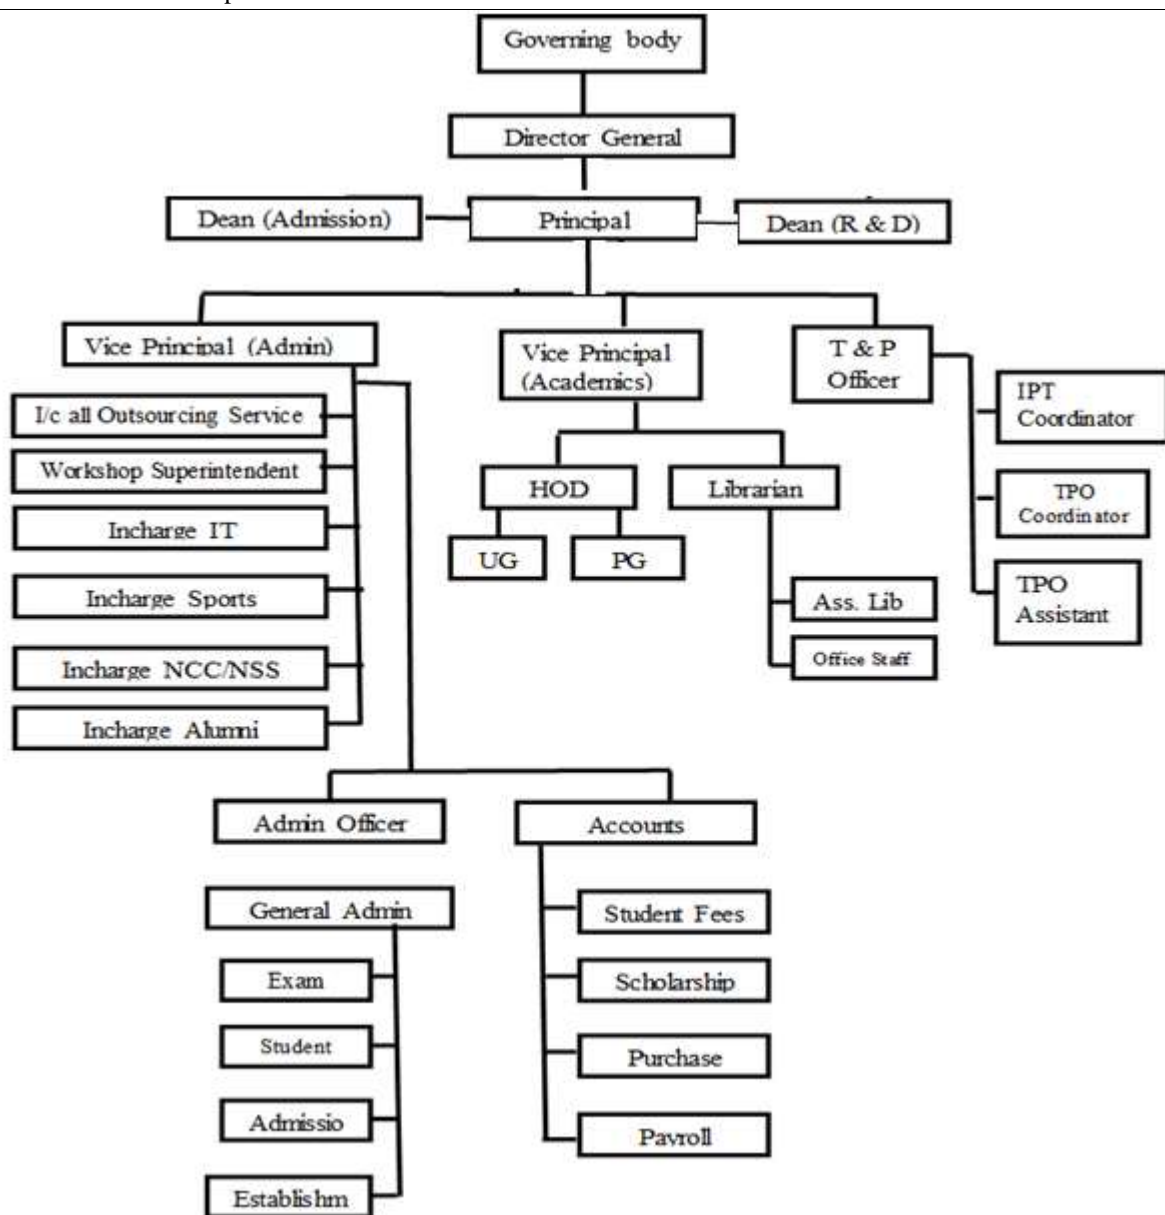 Governing body
Director General
Dean (Admission)
Principal
Dean (R & D)
Vice Principal (Admin)
Vice Principal
(Academics)
T & P
Officer
I/c all Outsourcing Service
Workshop Superintendent
Incharge IT
Incharge Sports
Incharge NCC/NSS
Incharge Alumni
HOD
Librarian
UG
PG
Ass. Lib
Office Staff
IPT
Coordinator
TPO
Coordinator
TPO
Assistant
Admin Officer
Accounts
General Admin
Exam
Student
Admissio
Establishm
Student Fees
Scholarship
Purchase
Payroll